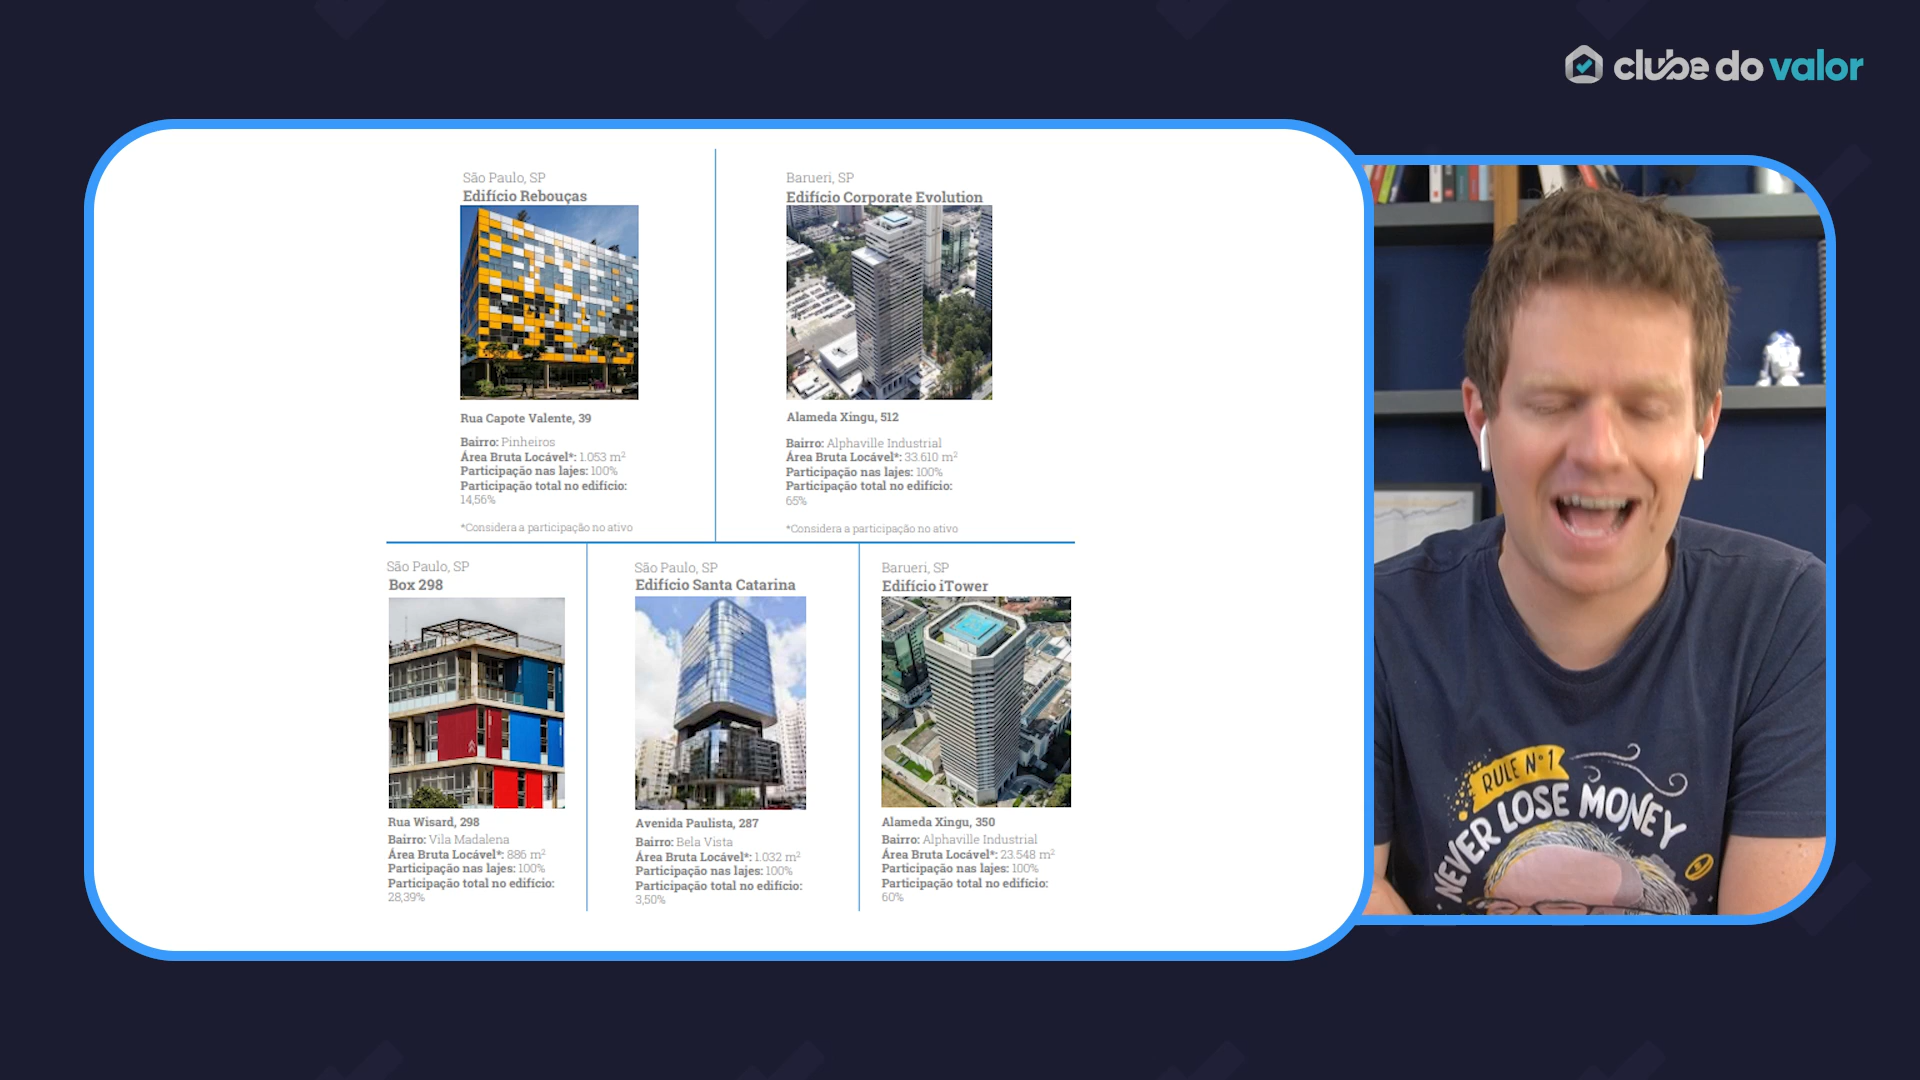 clube do valor
São Paulo, SP
Edifício Rebouças
Rua Capote Valente, 39
Bairro: Pinheiros
Área Bruta Locável*: 1.053 m²
Participação nas lajes: 100%
Participação total no edifício:
14,56%
*Considera a participação no ativo
Barueri, SP
Edifício Corporate Evolution
Alameda Xingu, 512
Bairro: Alphaville Industrial
Área Bruta Locável*: 33.610 m²
Participação nas lajes: 100%
Participação total no edifício:
65%
*Considera a participação no ativo
São Paulo, SP
Box 298
Rua Wisard, 298
Bairro: Vila Madalena
Área Bruta Locável*: 886 m²
Participação nas lajes: 100%
Participação total no edifício:
28,39%
São Paulo, SP
Edifício Santa Catarina
Avenida Paulista, 287
Bairro: Bela Vista
Área Bruta Locável*: 1.032 m²
Participação nas lajes: 100%
Participação total no edifício:
3,50%
Barueri, SP
Edifício iTower
Alameda Xingu, 350
Bairro: Alphaville Industrial
Área Bruta Locável*: 23.548 m²
Participação nas lajes: 100%
Participação total no edifício:
60%
RULE Nº 1
NEVER LOSE MONEY